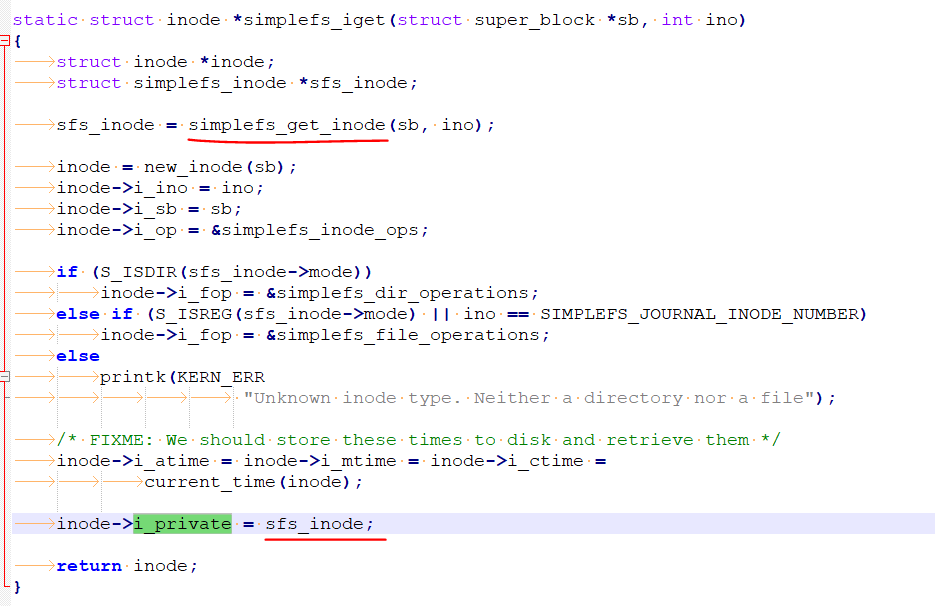 static struct inode *simplefs_iget(struct super_block *sb, int ino)
{
struct inode *inode;
struct simplefs_inode *sfs_inode;
sfs_inode = simplefs_get_inode(sb, ino);
inode = new_inode(sb);
inode->i_ino = ino;
inode->i_sb = sb;
inode->i_op = &simplefs_inode_ops;
if (S_ISDIR(sfs_inode->mode))
inode->i_fop = &simplefs_dir_operations;
else if (S_ISREG(sfs_inode->mode) || ino == SIMPLEFS_JOURNAL_INODE_NUMBER)
inode->i_fop = &simplefs_file_operations;
else
printk(KERN_ERR
"Unknown inode type. Neither a directory nor a file");
/* FIXME: We should store these times to disk and retrieve them */
inode->i_atime = inode->i_mtime = inode->i_ctime =
current_time(inode);
inode->i_private = sfs_inode;
return inode;
}